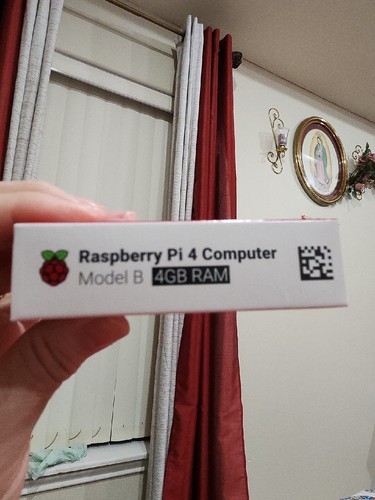 Raspberry Pi 4 Computer
Model B 4GB RAM